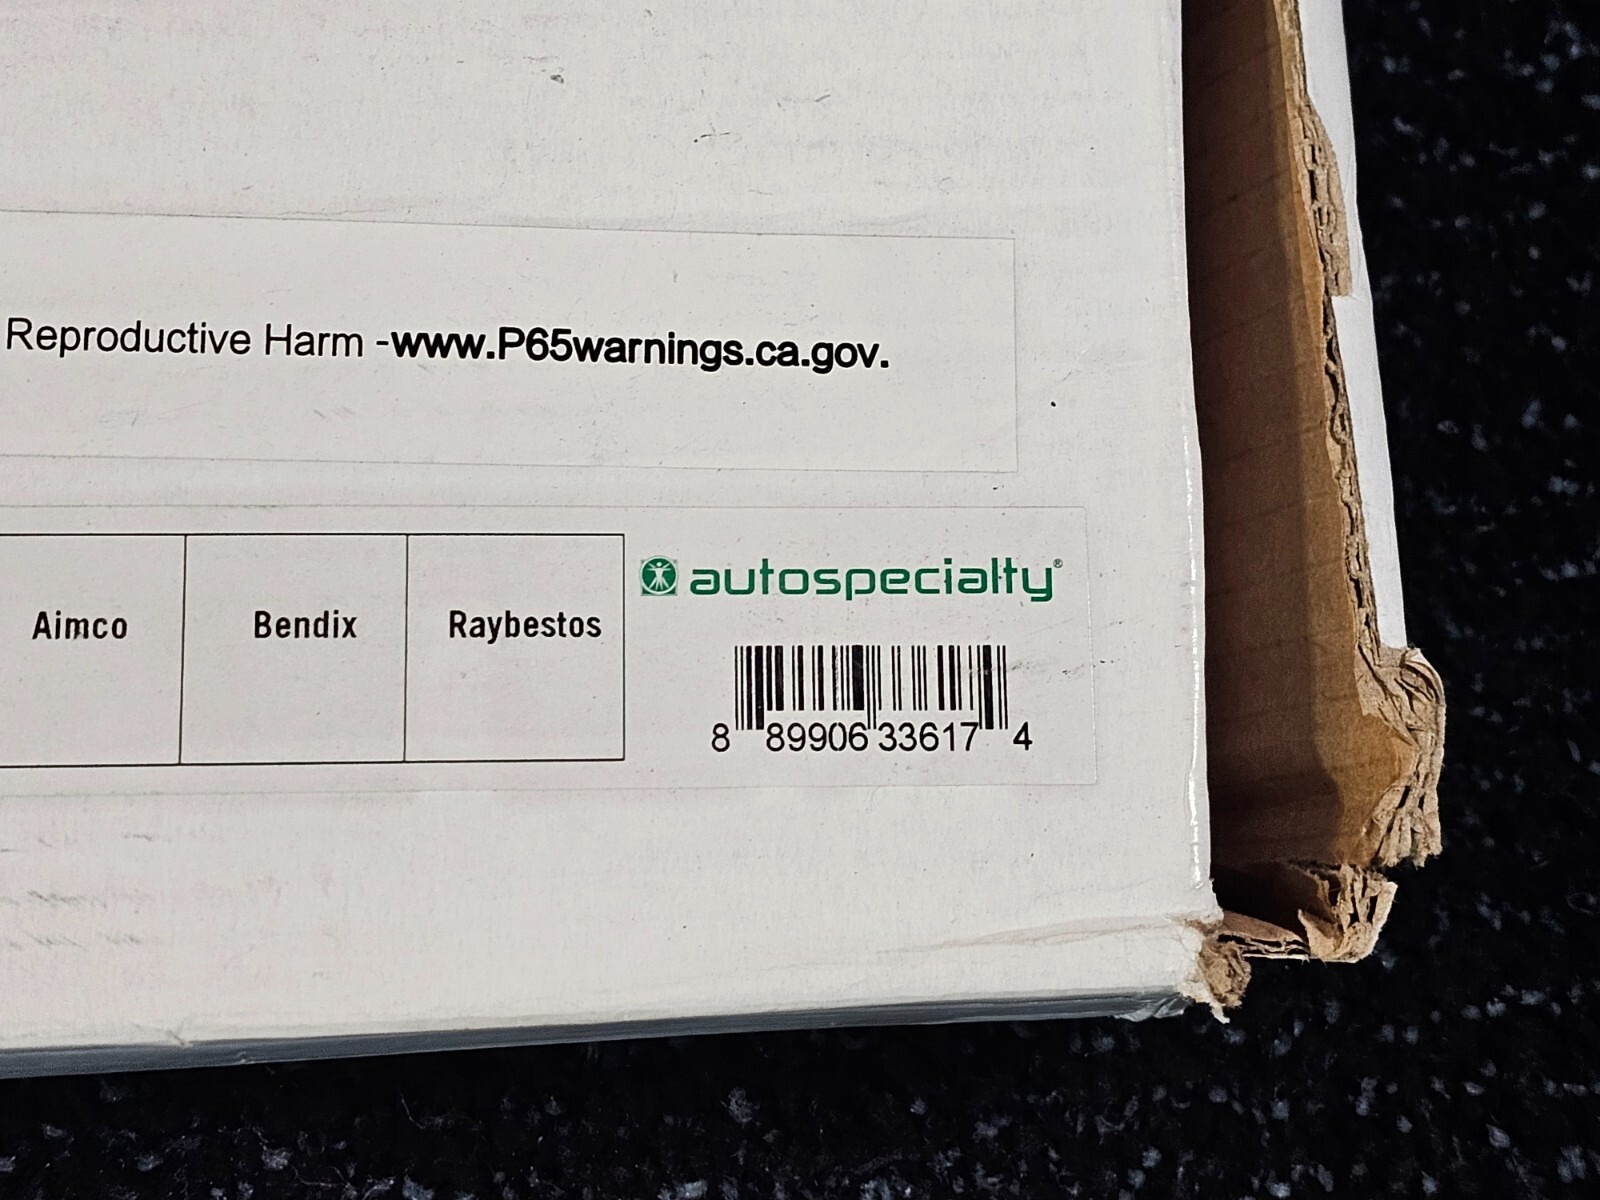 Reproductive Harm -www.P65warnings.ca.gov.
Aimco Bendix Raybestos
autospecialty®
8 89906 33617 4